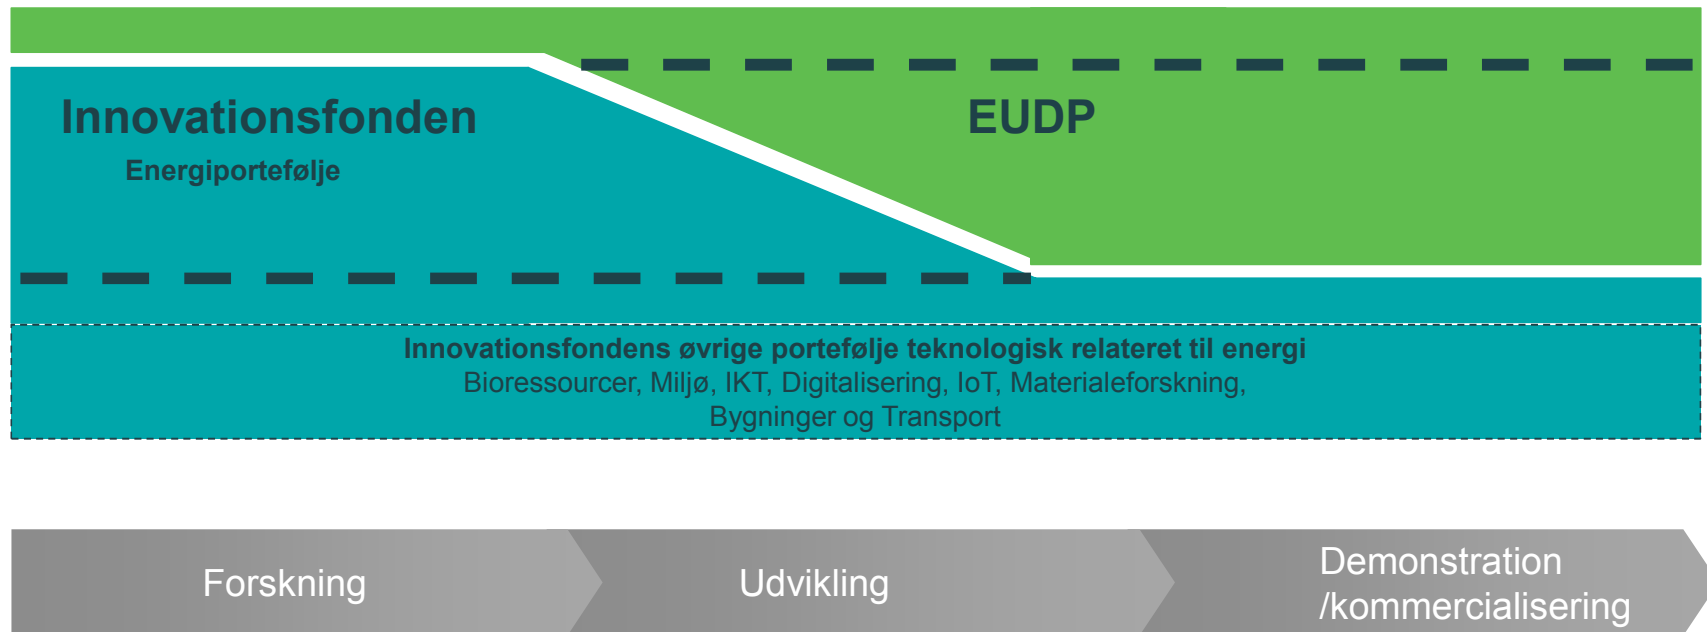 Innovationsfonden
EUDP
Energiportefølje
Innovationsfondens øvrige portefølje teknologisk relateret til energi
Bioressourcer, Miljø, IKT, Digitalisering, IoT, Materialeforskning,
Bygninger og Transport
Forskning
Udvikling
Demonstration
/kommercialisering